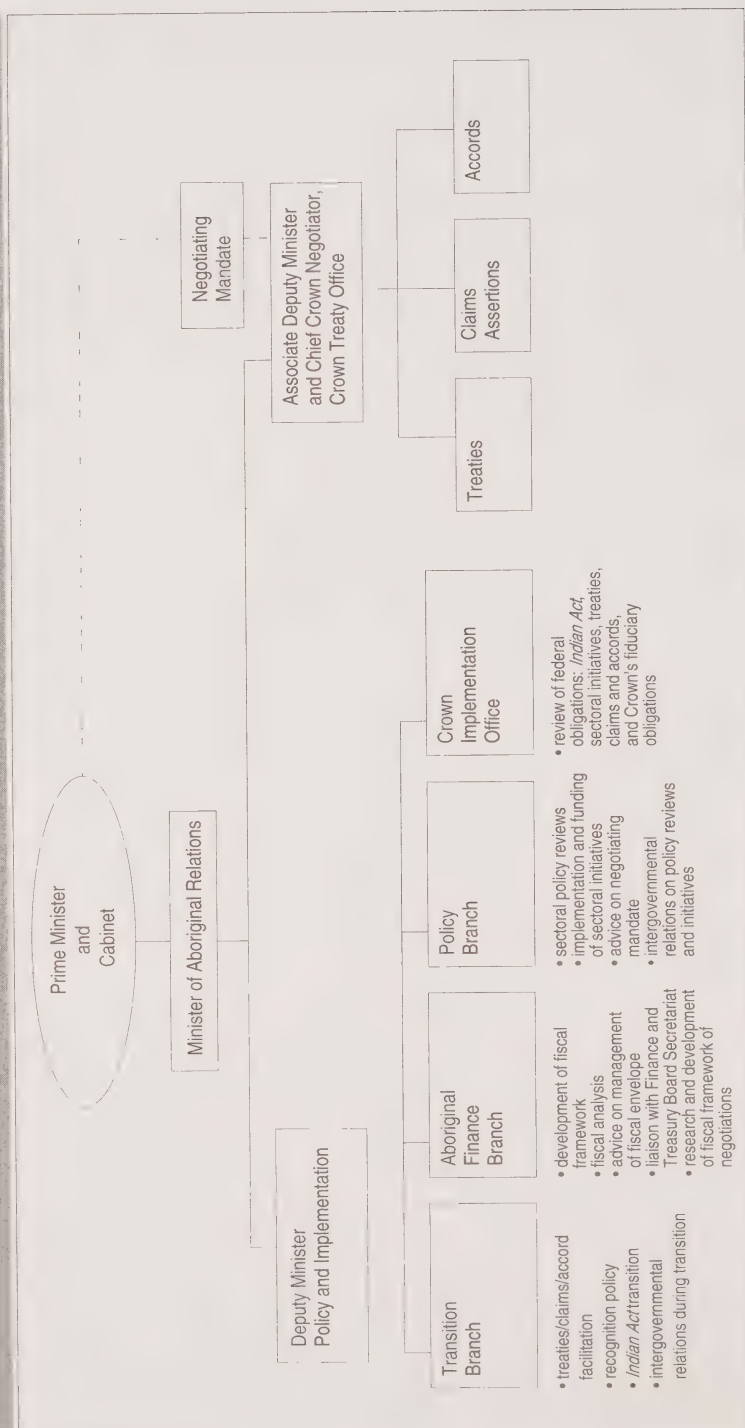 Prime Minister
and
Cabinet
Minister of Aboriginal Relations
Negotiating
Mandate
Deputy Minister
Policy and Implementation
Associate Deputy Minister
and Chief Crown Negotiator,
Crown Treaty Office
Transition
Branch
• treaties/claims/accord
facilitation
• recognition policy
• Indian Act transition
• intergovernmental
relations during transition
Aboriginal
Finance
Branch
• development of fiscal
framework
• fiscal analysis
• advice on management
of fiscal envelope
• liaison with Finance and
Treasury Board Secretariat
• research and development
of fiscal framework of
negotiations
Policy
Branch
• sectoral policy reviews
• implementation and funding
of sectoral initiatives
• advice on negotiating
mandate
• intergovernmental
relations on policy reviews
and initiatives
Crown
Implementation
Office
• review of federal
obligations: Indian Act,
sectoral initiatives, treaties,
claims and accords,
and Crown's fiduciary
obligations
Treaties
Claims
Assertions
Accords